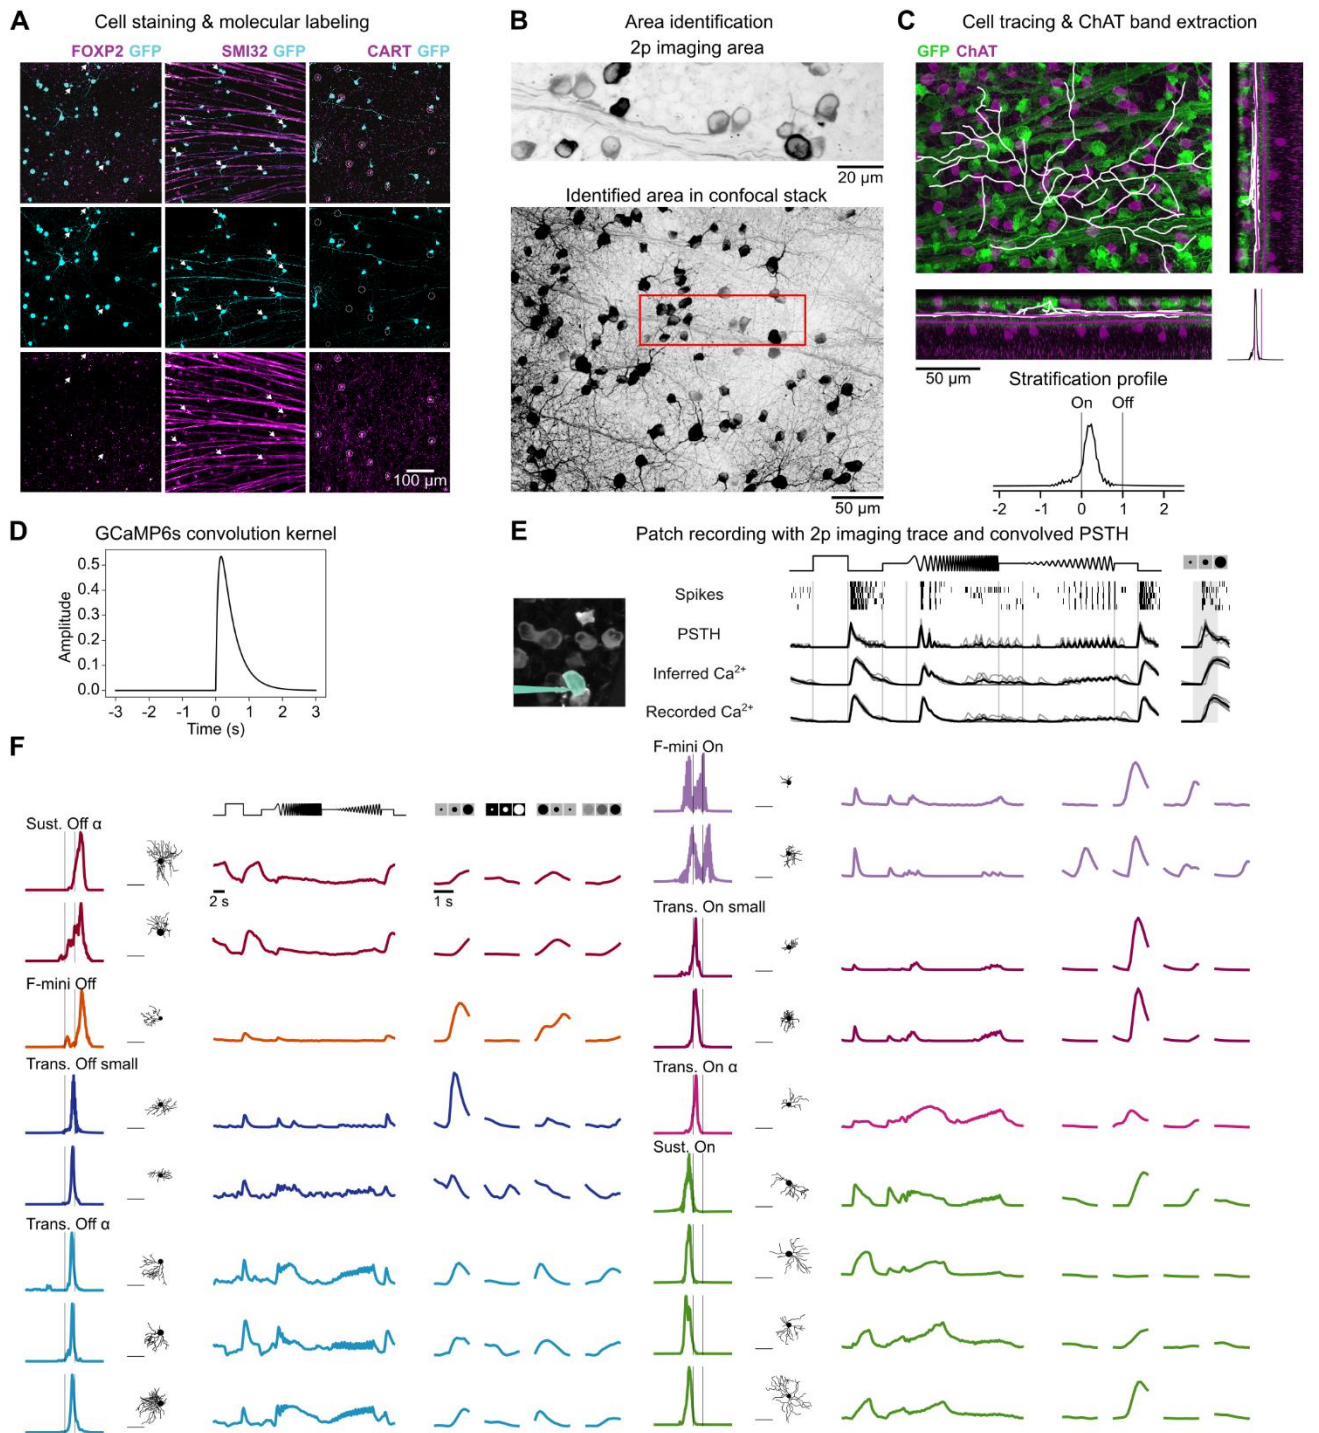 A
Cell staining & molecular labeling
FOXP2 GFP
SMI32 GFP
CART GFP
100 µm
B
Area identification
2p imaging area
20 µm
Identified area in confocal stack
50 µm
C
Cell tracing & ChAT band extraction
GFP ChAT
50 µm
Stratification profile
On Off
-2 -1 0 1 2
D
GCaMP6s convolution kernel
Amplitude
0.5
0.4
0.3
0.2
0.1
0.0
-3 -2 -1 0 1 2 3
Time (s)
E
Patch recording with 2p imaging trace and convolved PSTH
Spikes
PSTH
Inferred Ca²⁺
Recorded Ca²⁺
F
Sust. Off α
2 s
1 s
F-mini Off
Trans. Off small
Trans. Off α
F-mini On
Trans. On small
Trans. On α
Sust. On